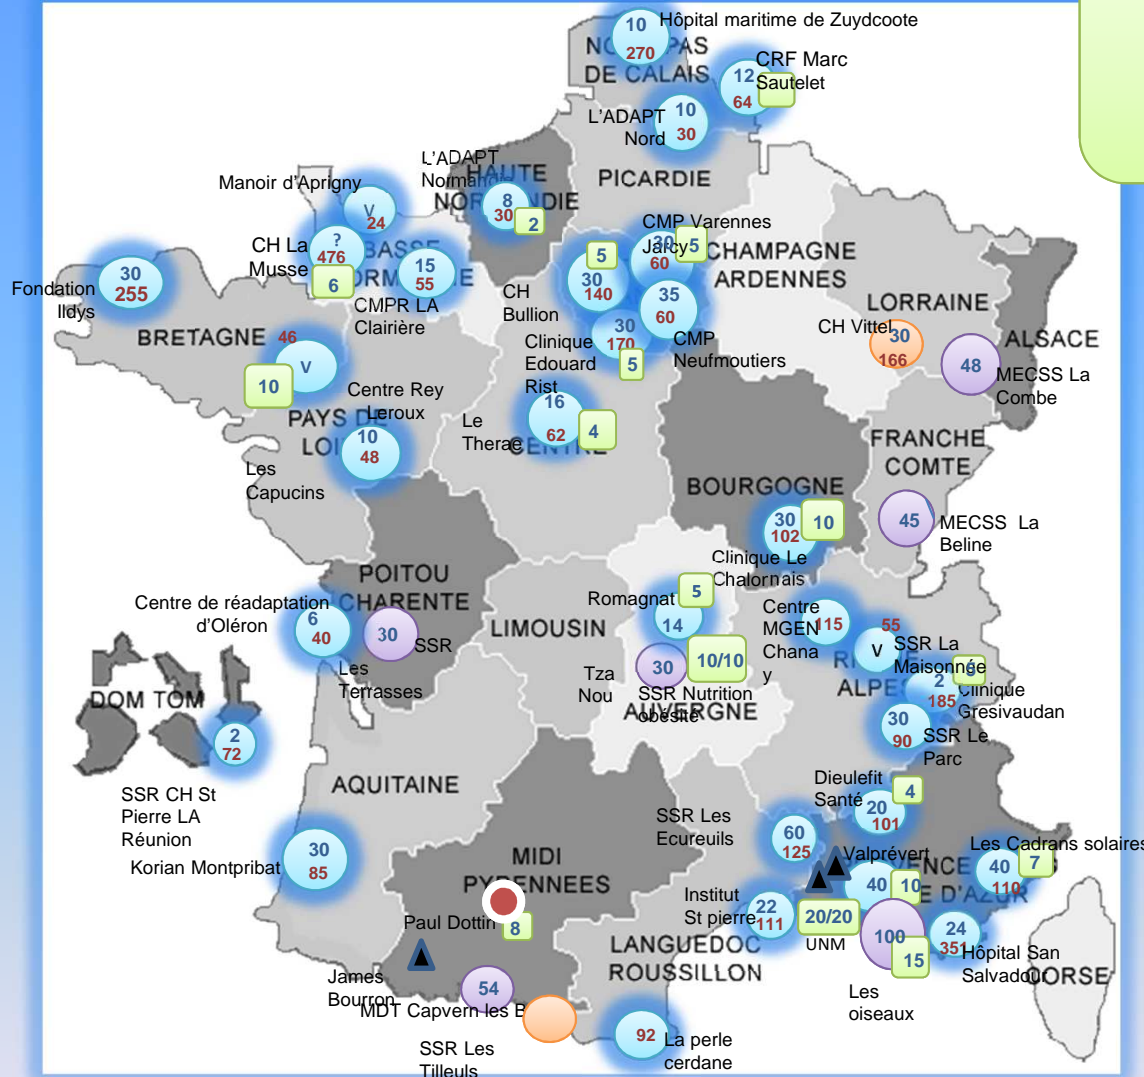 10
270
Hôpital maritime de Zuydcoote
NORD PAS
DE CALAIS
CRF Marc
Sautelet
12
64
L'ADAPT
Nord
10
30
L'ADAPT
Normandie
HAUTE
NORMANDIE
8
30
2
PICARDIE
Manoir d'Aprigny
V
24
CH La
Musse
?
476
6
BASSE
NORMANDIE
15
55
CMPR LA
Clairière
CMP Varennes
Jarcy
30
60
5
CHAMPAGNE
ARDENNES
5
30
140
CH
Bullion
35
60
CMP
Neufmoutiers
Clinique
Edouard
Rist
30
170
5
LORRAINE
CH Vittel
30
166
ALSACE
48
MECSS La
Combe
30
255
Fondation
Ildys
BRETAGNE
46
V
10
Centre Rey
Leroux
PAYS DE LA
LOIRE
10
48
Les
Capucins
16
62
4
Le
Therae
CENTRE
FRANCHE
COMTE
45
MECSS La
Beline
BOURGOGNE
30
102
10
Clinique Le
Chalornais
POITOU
CHARENTE
Centre de réadaptation
d'Oléron
6
40
30
SSR
Les
Terrasses
LIMOUSIN
Romagnat
5
14
Tza
Nou
30
10/10
SSR Nutrition
obésité
AUVERGNE
Centre
MGEN
Chana
y
115
55
V
SSR La
Maisonnée
RHONE
ALPES
2
185
Clinique
Gresivaudan
30
90
SSR Le
Parc
DOM TOM
2
72
SSR CH St
Pierre LA
Réunion
AQUITAINE
Korian Montpribat
30
85
MIDI
PYRENNEES
Paul Dottin
8
James
Bourron
54
MDT Capvern les B
SSR Les
Tilleuls
SSR Les
Ecureuils
60
125
Dieulefit
Santé
4
20
101
Valprévert
Les Cadrans solaires
7
40
110
PROVENCE
D'AZUR
40
10
Institut
St pierre
22
111
20/20
UNM
100
15
Les
oiseaux
24
351
Hôpital San
Salvadour
LANGUEDOC
ROUSSILLON
92
La perle
cerdane
CORSE